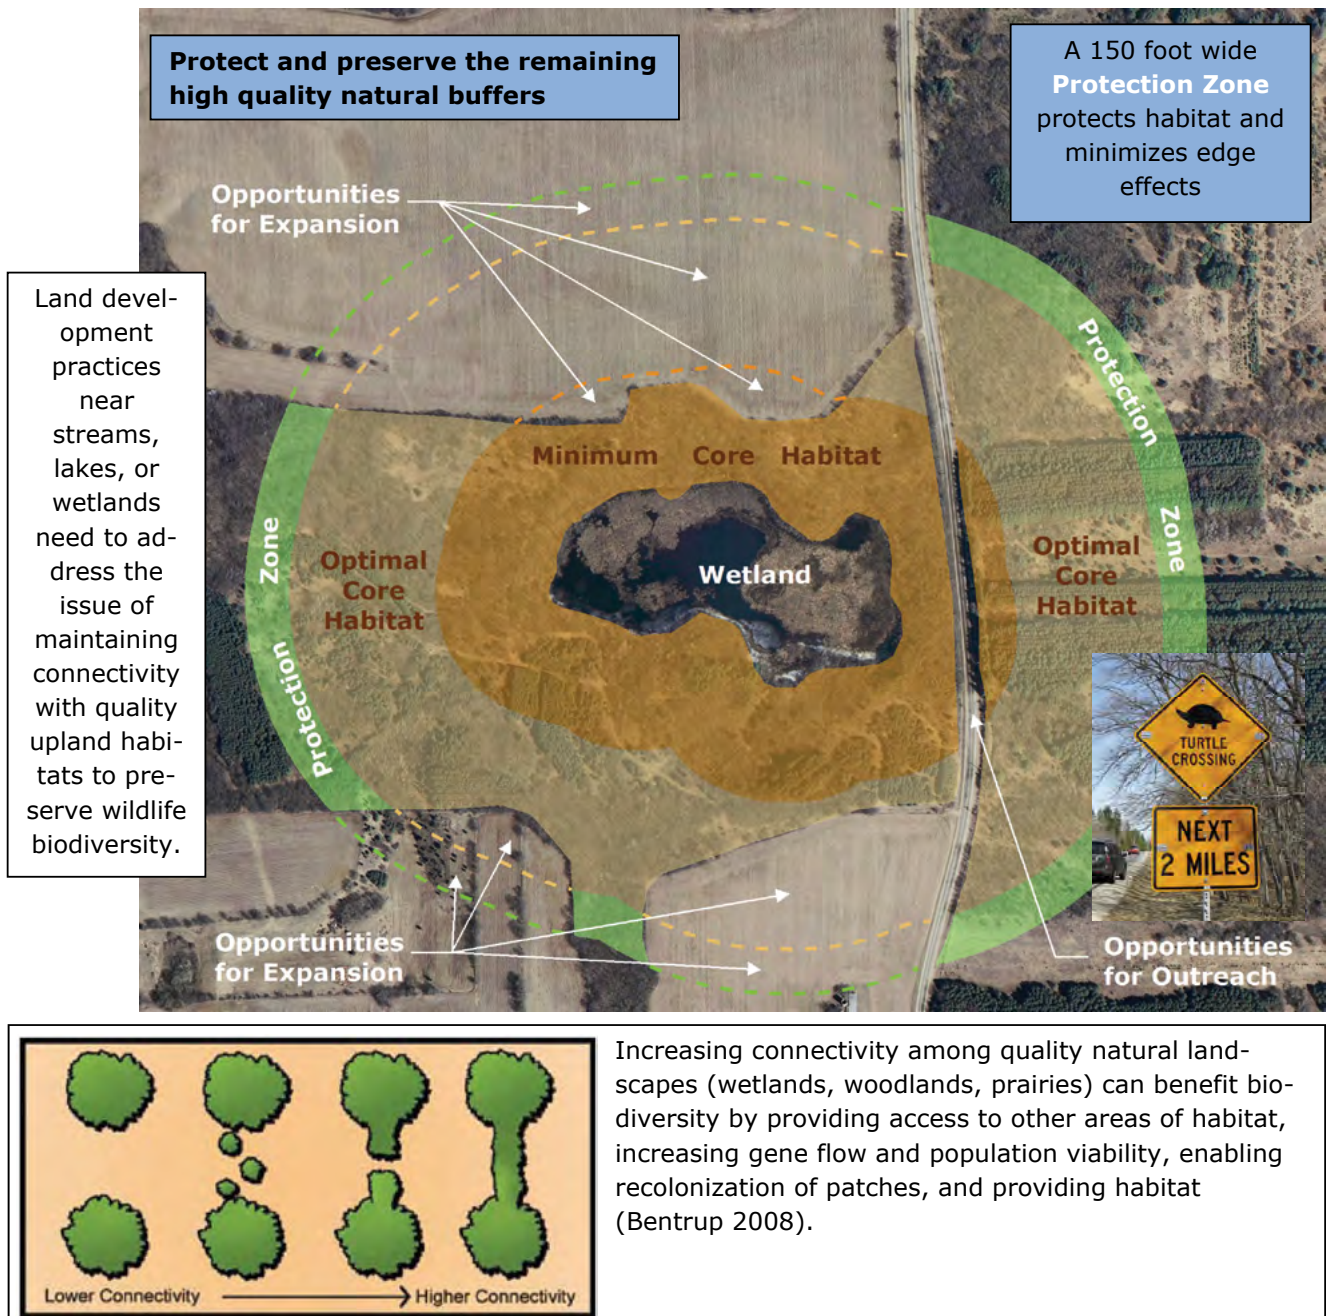 Protect and preserve the remaining
high quality natural buffers
A 150 foot wide
Protection Zone
protects habitat and
minimizes edge
effects
Opportunities
for Expansion
Land devel-
opment
practices
near
streams,
lakes, or
wetlands
need to ad-
dress the
issue of
maintaining
connectivity
with quality
upland habi-
tats to pre-
serve wildlife
biodiversity.
Protection
Zone
Minimum Core Habitat
Optimal
Core
Habitat
Wetland
Optimal
Core
Habitat
Zone
Protection
TURTLE
CROSSING
NEXT
2 MILES
Opportunities
for Expansion
Opportunities
for Outreach
Lower Connectivity
Higher Connectivity
Increasing connectivity among quality natural land-
scapes (wetlands, woodlands, prairies) can benefit bio-
diversity by providing access to other areas of habitat,
increasing gene flow and population viability, enabling
recolonization of patches, and providing habitat
(Bentrup 2008).